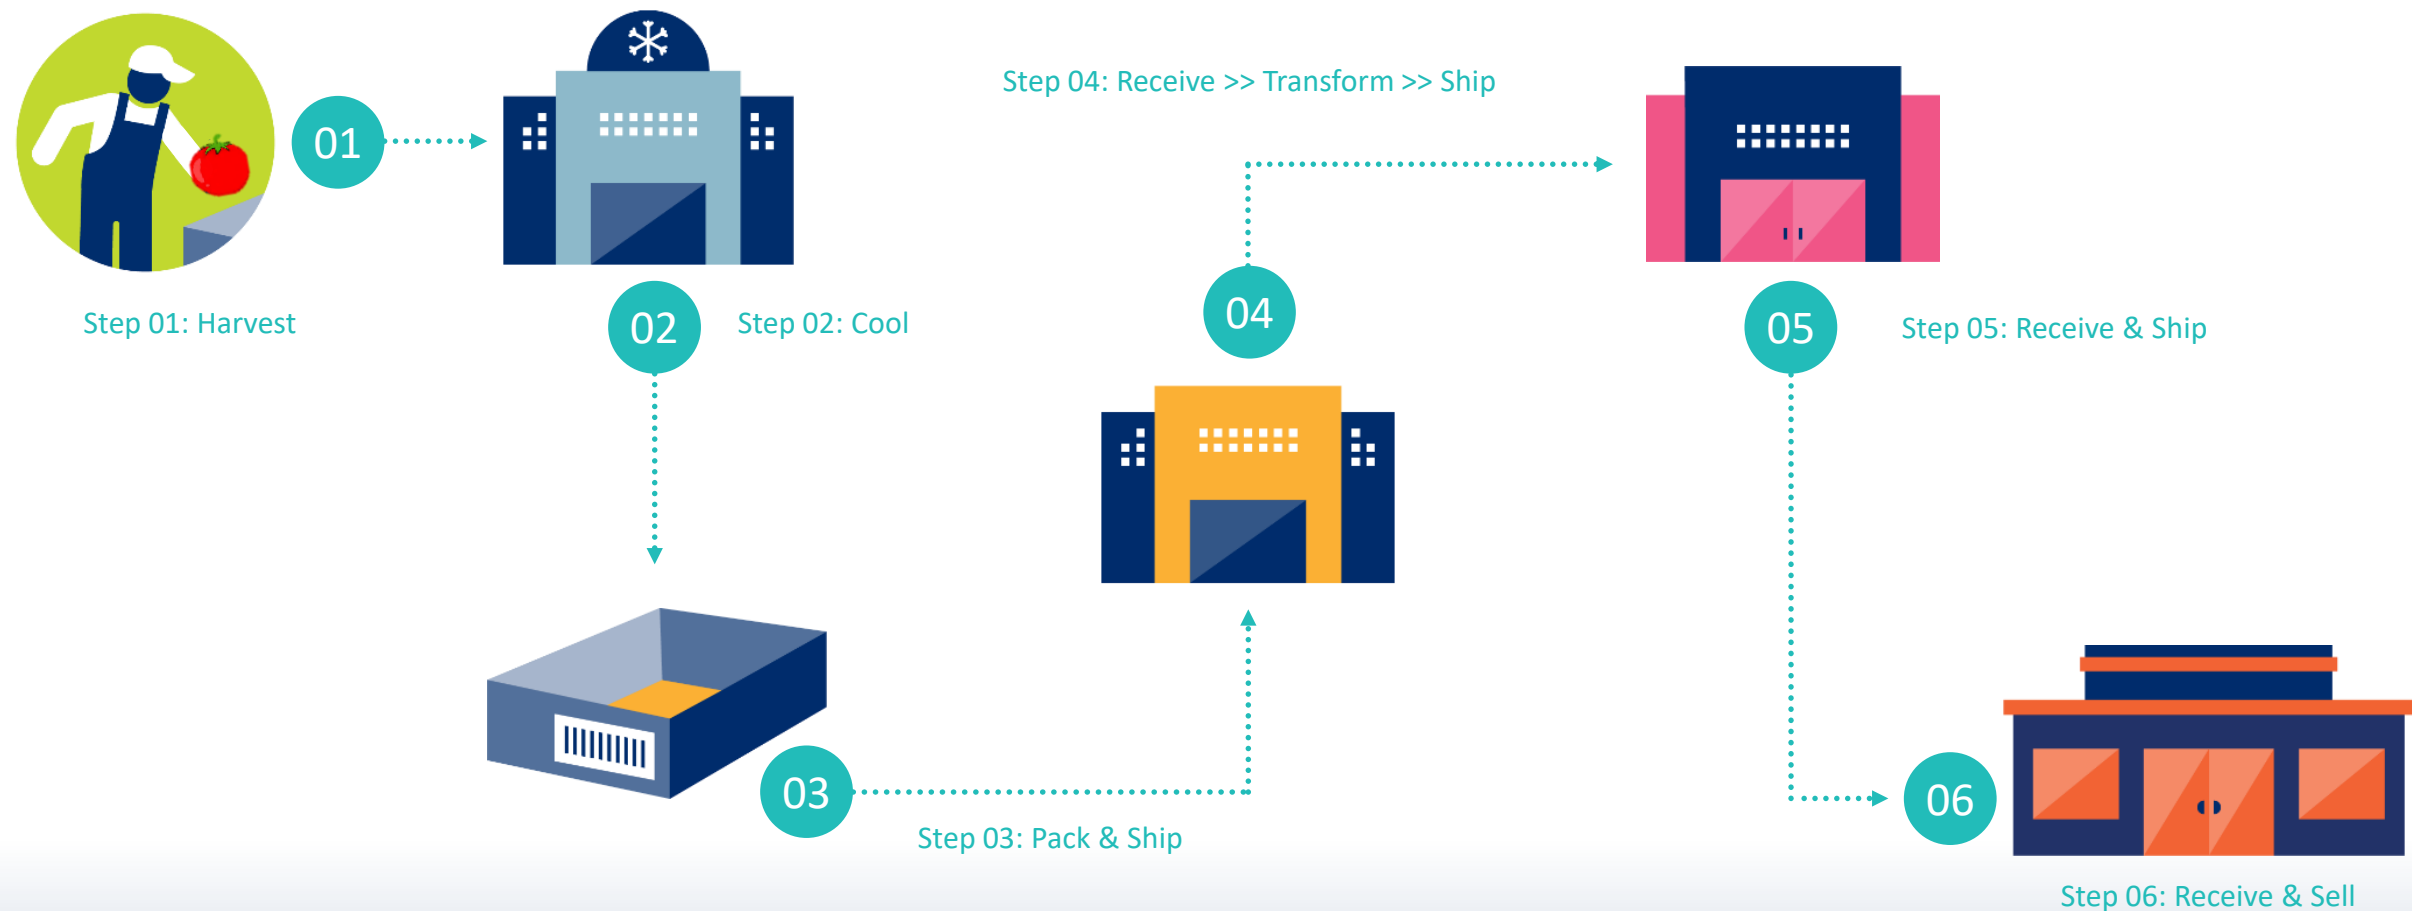 01
Step 01: Harvest
02
Step 02: Cool
03
Step 03: Pack & Ship
Step 04: Receive >> Transform >> Ship
04
05
Step 05: Receive & Ship
06
Step 06: Receive & Sell